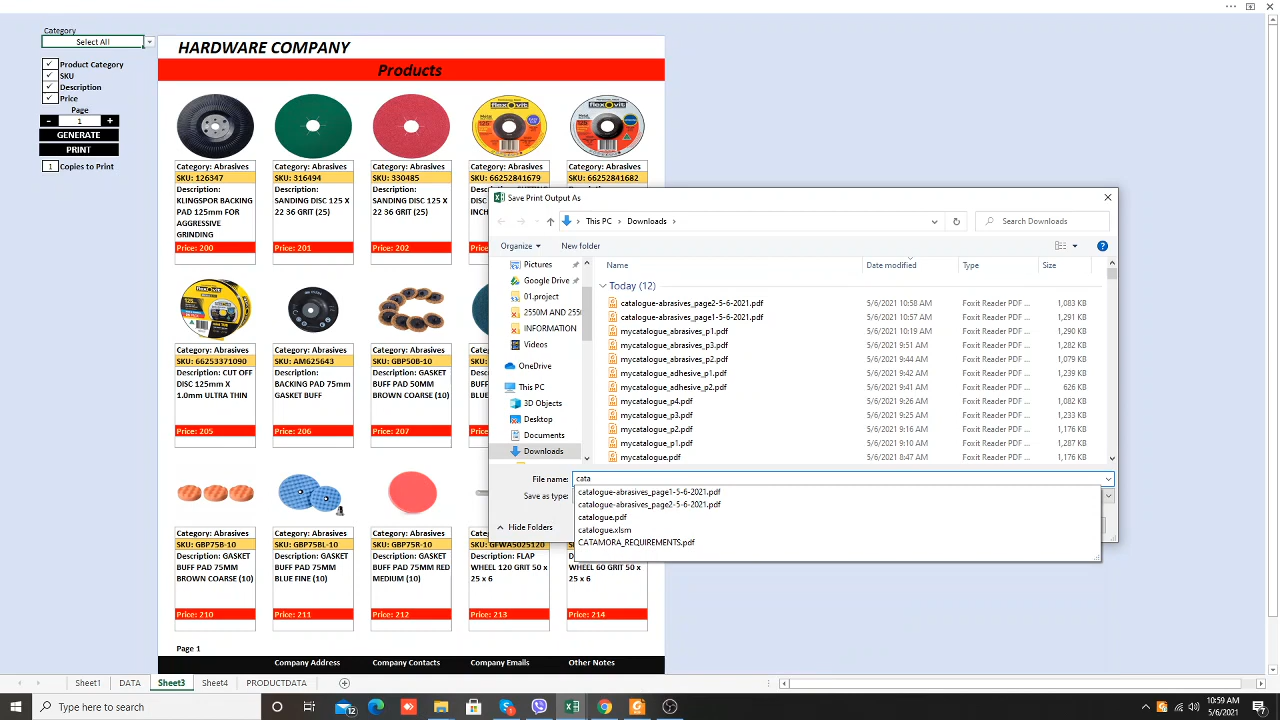 Category
Select All
Product Category
SKU
Description
Price
Page
- 1 +
GENERATE
PRINT
1 Copies to Print
HARDWARE COMPANY
Products
Category: Abrasives
SKU: 126347
Description:
KLINGSPOR BACKING
PAD 125mm FOR
AGGRESSIVE
GRINDING
Price: 200
Category: Abrasives
SKU: 316494
Description:
SANDING DISC 125 X
22 36 GRIT (25)
Price: 201
Category: Abrasives
SKU: 330485
Description:
SANDING DISC 125 X
22 36 GRIT (25)
Price: 202
flexovit
Category: Abrasives
SKU: 66252841679
flexovit
Category: Abrasives
SKU: 66252841682
SKU: 66253371090
Description: CUT OFF
DISC 125mm X
1.0mm ULTRA THIN
Price: 205
SKU: AM625643
Description:
BACKING PAD 75mm
GASKET BUFF
Price: 206
SKU: GBP50B-10
Description: GASKET
BUFF PAD 50MM
BROWN COARSE (10)
Price: 207
SKU: GBP75B-10
Description: GASKET
BUFF PAD 75MM
BROWN COARSE (10)
Price: 210
SKU: GBP75BL-10
Description: GASKET
BUFF PAD 75MM
BLUE FINE (10)
Price: 211
SKU: GBP75R-10
Description: GASKET
BUFF PAD 75MM RED
MEDIUM (10)
Price: 212
SKU: GFWA5025120
Description: FLAP
WHEEL 120 GRIT 50 x
25 x 6
Price: 213
WHEEL 60 GRIT 50 x
25 x 6
Price: 214
Page 1
Company Address Company Contacts Company Emails Other Notes
Save Print Output As
This PC > Downloads >
Search Downloads
Organize
New folder
Pictures
Google Drive
01.project
2550M AND 255
INFORMATION
Videos
OneDrive
This PC
3D Objects
Desktop
Documents
Downloads
Name Date modified Type Size
Today (12)
catalogue-abrasives_page2-5-6-2021.pdf 5/6/2021 10:58 AM Foxit Reader PDF ... 1,083 KB
catalogue-abrasives_page1-5-6-2021.pdf 5/6/2021 10:57 AM Foxit Reader PDF ... 1,291 KB
mycatalogue_abrasives_p1.pdf 5/6/2021 10:19 AM Foxit Reader PDF ... 1,290 KB
mycatalogue_abrasives_p3.pdf 5/6/2021 9:51 AM Foxit Reader PDF ... 1,282 KB
mycatalogue_abrasives_p2.pdf 5/6/2021 9:44 AM Foxit Reader PDF ... 1,079 KB
mycatalogue_adhesive_p1.pdf 5/6/2021 9:42 AM Foxit Reader PDF ... 1,239 KB
mycatalogue_adhesive_p2.pdf 5/6/2021 9:41 AM Foxit Reader PDF ... 626 KB
mycatalogue_p4.pdf 5/6/2021 9:26 AM Foxit Reader PDF ... 1,082 KB
mycatalogue_p3.pdf 5/6/2021 9:25 AM Foxit Reader PDF ... 1,233 KB
mycatalogue_p2.pdf 5/6/2021 9:16 AM Foxit Reader PDF ... 1,176 KB
mycatalogue_p1.pdf 5/6/2021 9:10 AM Foxit Reader PDF ... 1,287 KB
mycatalogue.pdf 5/6/2021 8:47 AM Foxit Reader PDF ... 1,176 KB
File name: cata
Save as type:
catalogue-abrasives_page1-5-6-2021.pdf
catalogue-abrasives_page2-5-6-2021.pdf
catalogue.pdf
catalogue.xlsm
CATAMORA_REQUIREMENTS.pdf
Hide Folders
Sheet1 DATA Sheet3 Sheet4 PRODUCTDATA
Type here to search
10:59 AM
5/6/2021